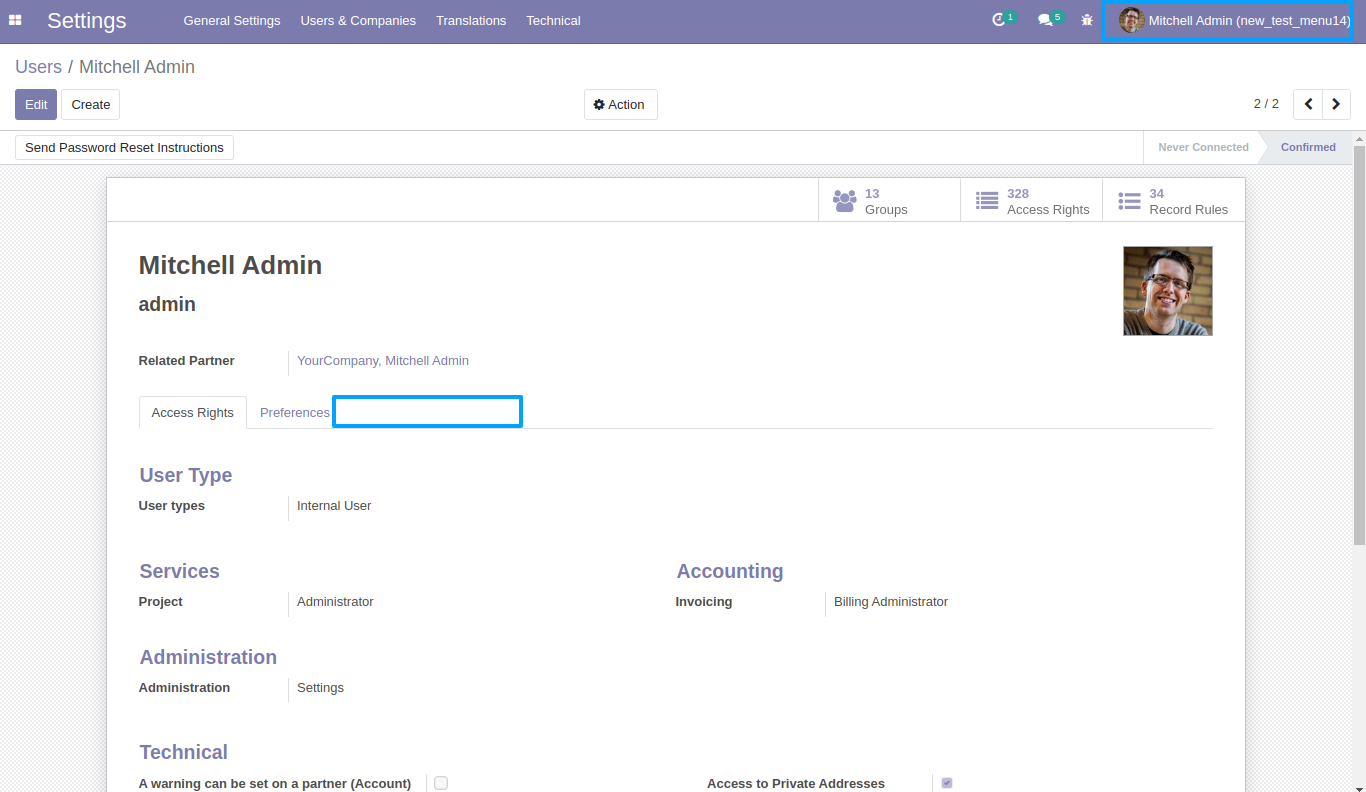 Settings General Settings Users & Companies Translations Technical 1 5 Mitchell Admin (new_test_menu14)
Users / Mitchell Admin
Edit Create Action 2 / 2
Send Password Reset Instructions Never Connected Confirmed
13 328 34
Groups Access Rights Record Rules
Mitchell Admin
admin
Related Partner YourCompany, Mitchell Admin
Access Rights Preferences
User Type
User types Internal User
Services Accounting
Project Administrator Invoicing Billing Administrator
Administration
Administration Settings
Technical
A warning can be set on a partner (Account) Access to Private Addresses